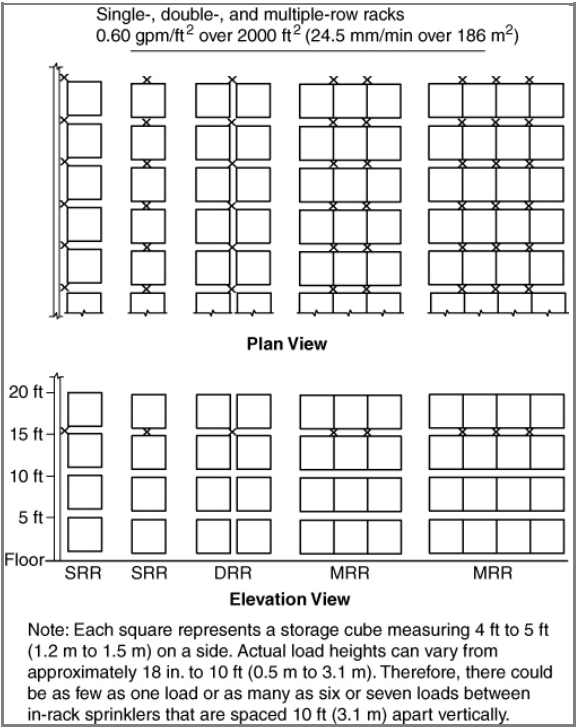 Single-, double-, and multiple-row racks
0.60 gpm/ft² over 2000 ft² (24.5 mm/min over 186 m²)
Plan View
20 ft
15 ft
10 ft
5 ft
Floor
SRR SRR DRR MRR MRR
Elevation View
Note: Each square represents a storage cube measuring 4 ft to 5 ft
(1.2 m to 1.5 m) on a side. Actual load heights can vary from
approximately 18 in. to 10 ft (0.5 m to 3.1 m). Therefore, there could
be as few as one load or as many as six or seven loads between
in-rack sprinklers that are spaced 10 ft (3.1 m) apart vertically.